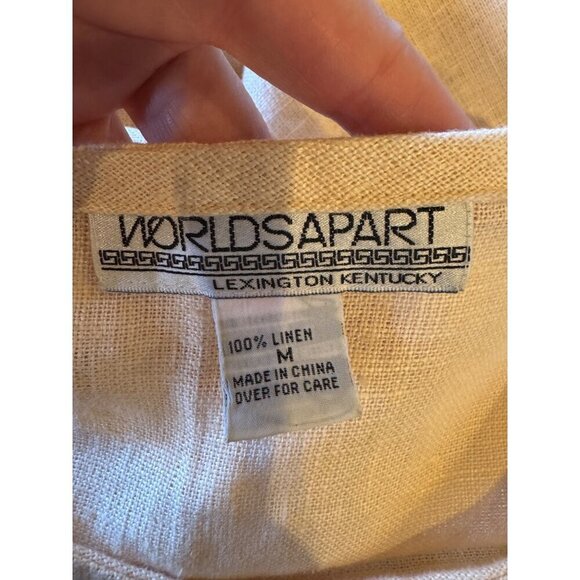 WORLDSAPART
LEXINGTON KENTUCKY
100% LINEN
M
MADE IN CHINA
OVER FOR CARE